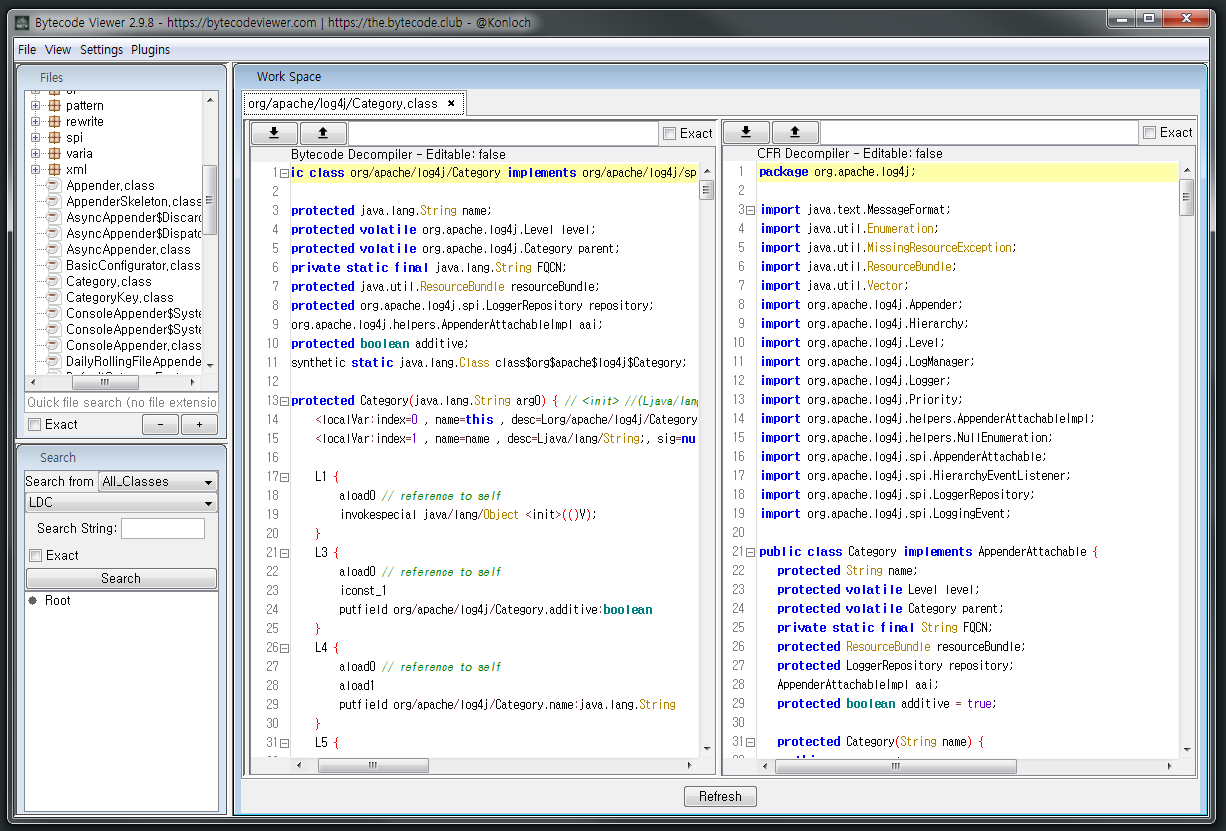 Bytecode Viewer 2.9.8 - https://bytecodeviewer.com | https://the.bytecode.club - @Konloch
File View Settings Plugins
Files
pattern
rewrite
spi
varia
xml
Appender.class
AppenderSkeleton.class
AsyncAppender$Discar
AsyncAppender$Dispatc
AsyncAppender.class
BasicConfigurator.class
Category.class
CategoryKey.class
ConsoleAppender$Syste
ConsoleAppender$Syste
ConsoleAppender.class
DailyRollingFileAppende
Quick file search (no file extensio
Exact - +
Search
Search from All_Classes
LDC
Search String:
Exact
Search
Root
Work Space
org/apache/log4j/Category.class ×
Exact
Bytecode Decompiler - Editable: false
1 ic class org/apache/log4j/Category implements org/apache/log4j/sp
2
3 protected java.lang.String name;
4 protected volatile org.apache.log4j.Level level;
5 protected volatile org.apache.log4j.Category parent;
6 private static final java.lang.String FQCN;
7 protected java.util.ResourceBundle resourceBundle;
8 protected org.apache.log4j.spi.LoggerRepository repository;
9 org.apache.log4j.helpers.AppenderAttachableImpl aai;
10 protected boolean additive;
11 synthetic static java.lang.Class class$org$apache$log4j$Category;
12
13 protected Category(java.lang.String arg0) { // <init> //(Ljava/lang
14 <localVar:index=0 , name=this , desc=Lorg/apache/log4j/Category
15 <localVar:index=1 , name=name , desc=Ljava/lang/String;, sig=nu
16
17 L1 {
18 aload0 // reference to self
19 invokespecial java/lang/Object <init>(()V);
20 }
21 L3 {
22 aload0 // reference to self
23 iconst_1
24 putfield org/apache/log4j/Category.additive:boolean
25 }
26 L4 {
27 aload0 // reference to self
28 aload1
29 putfield org/apache/log4j/Category.name:java.lang.String
30 }
31 L5 {
Exact
CFR Decompiler - Editable: false
1 package org.apache.log4j;
2
3 import java.text.MessageFormat;
4 import java.util.Enumeration;
5 import java.util.MissingResourceException;
6 import java.util.ResourceBundle;
7 import java.util.Vector;
8 import org.apache.log4j.Appender;
9 import org.apache.log4j.Hierarchy;
10 import org.apache.log4j.Level;
11 import org.apache.log4j.LogManager;
12 import org.apache.log4j.Logger;
13 import org.apache.log4j.Priority;
14 import org.apache.log4j.helpers.AppenderAttachableImpl;
15 import org.apache.log4j.helpers.NullEnumeration;
16 import org.apache.log4j.spi.AppenderAttachable;
17 import org.apache.log4j.spi.HierarchyEventListener;
18 import org.apache.log4j.spi.LoggerRepository;
19 import org.apache.log4j.spi.LoggingEvent;
20
21 public class Category implements AppenderAttachable {
22 protected String name;
23 protected volatile Level level;
24 protected volatile Category parent;
25 private static final String FQCN;
26 protected ResourceBundle resourceBundle;
27 protected LoggerRepository repository;
28 AppenderAttachableImpl aai;
29 protected boolean additive = true;
30
31 protected Category(String name) {
Refresh